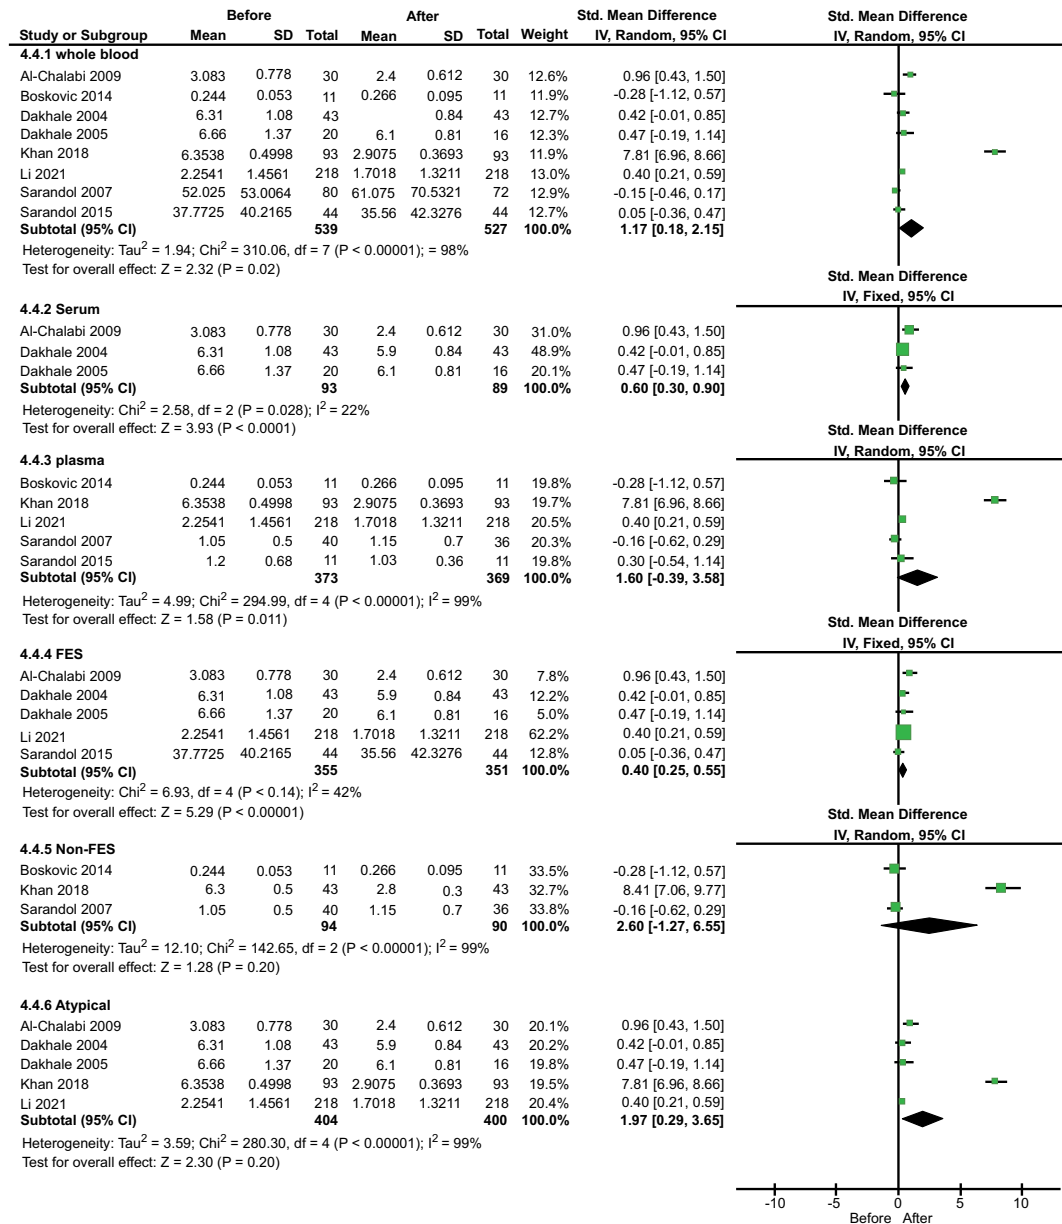 Before After Std. Mean Difference Std. Mean Difference
Study or Subgroup Mean SD Total Mean SD Total Weight IV, Random, 95% CI IV, Random, 95% CI
4.4.1 whole blood
Al-Chalabi 2009 3.083 0.778 30 2.4 0.612 30 12.6% 0.96 [0.43, 1.50]
Boskovic 2014 0.244 0.053 11 0.266 0.095 11 11.9% -0.28 [-1.12, 0.57]
Dakhale 2004 6.31 1.08 43 0.84 43 12.7% 0.42 [-0.01, 0.85]
Dakhale 2005 6.66 1.37 20 6.1 0.81 16 12.3% 0.47 [-0.19, 1.14]
Khan 2018 6.3538 0.4998 93 2.9075 0.3693 93 11.9% 7.81 [6.96, 8.66]
Li 2021 2.2541 1.4561 218 1.7018 1.3211 218 13.0% 0.40 [0.21, 0.59]
Sarandol 2007 52.025 53.0064 80 61.075 70.5321 72 12.9% -0.15 [-0.46, 0.17]
Sarandol 2015 37.7725 40.2165 44 35.56 42.3276 44 12.7% 0.05 [-0.36, 0.47]
Subtotal (95% CI) 539 527 100.0% 1.17 [0.18, 2.15]
Heterogeneity: Tau2 = 1.94; Chi2 = 310.06, df = 7 (P < 0.00001); = 98%
Test for overall effect: Z = 2.32 (P = 0.02)
Std. Mean Difference
IV, Fixed, 95% CI
4.4.2 Serum
Al-Chalabi 2009 3.083 0.778 30 2.4 0.612 30 31.0% 0.96 [0.43, 1.50]
Dakhale 2004 6.31 1.08 43 5.9 0.84 43 48.9% 0.42 [-0.01, 0.85]
Dakhale 2005 6.66 1.37 20 6.1 0.81 16 20.1% 0.47 [-0.19, 1.14]
Subtotal (95% CI) 93 89 100.0% 0.60 [0.30, 0.90]
Heterogeneity: Chi2 = 2.58, df = 2 (P = 0.028); I2 = 22%
Test for overall effect: Z = 3.93 (P < 0.0001)
Std. Mean Difference
IV, Random, 95% CI
4.4.3 plasma
Boskovic 2014 0.244 0.053 11 0.266 0.095 11 19.8% -0.28 [-1.12, 0.57]
Khan 2018 6.3538 0.4998 93 2.9075 0.3693 93 19.7% 7.81 [6.96, 8.66]
Li 2021 2.2541 1.4561 218 1.7018 1.3211 218 20.5% 0.40 [0.21, 0.59]
Sarandol 2007 1.05 0.5 40 1.15 0.7 36 20.3% -0.16 [-0.62, 0.29]
Sarandol 2015 1.2 0.68 11 1.03 0.36 11 19.8% 0.30 [-0.54, 1.14]
Subtotal (95% CI) 373 369 100.0% 1.60 [-0.39, 3.58]
Heterogeneity: Tau2 = 4.99; Chi2 = 294.99, df = 4 (P < 0.00001); I2 = 99%
Test for overall effect: Z = 1.58 (P = 0.011)
Std. Mean Difference
IV, Fixed, 95% CI
4.4.4 FES
Al-Chalabi 2009 3.083 0.778 30 2.4 0.612 30 7.8% 0.96 [0.43, 1.50]
Dakhale 2004 6.31 1.08 43 5.9 0.84 43 12.2% 0.42 [-0.01, 0.85]
Dakhale 2005 6.66 1.37 20 6.1 0.81 16 5.0% 0.47 [-0.19, 1.14]
Li 2021 2.2541 1.4561 218 1.7018 1.3211 218 62.2% 0.40 [0.21, 0.59]
Sarandol 2015 37.7725 40.2165 44 35.56 42.3276 44 12.8% 0.05 [-0.36, 0.47]
Subtotal (95% CI) 355 351 100.0% 0.40 [0.25, 0.55]
Heterogeneity: Chi2 = 6.93, df = 4 (P < 0.14); I2 = 42%
Test for overall effect: Z = 5.29 (P < 0.00001)
Std. Mean Difference
IV, Random, 95% CI
4.4.5 Non-FES
Boskovic 2014 0.244 0.053 11 0.266 0.095 11 33.5% -0.28 [-1.12, 0.57]
Khan 2018 6.3 0.5 43 2.8 0.3 43 32.7% 8.41 [7.06, 9.77]
Sarandol 2007 1.05 0.5 40 1.15 0.7 36 33.8% -0.16 [-0.62, 0.29]
Subtotal (95% CI) 94 90 100.0% 2.60 [-1.27, 6.55]
Heterogeneity: Tau2 = 12.10; Chi2 = 142.65, df = 2 (P < 0.00001); I2 = 99%
Test for overall effect: Z = 1.28 (P = 0.20)
4.4.6 Atypical
Al-Chalabi 2009 3.083 0.778 30 2.4 0.612 30 20.1% 0.96 [0.43, 1.50]
Dakhale 2004 6.31 1.08 43 5.9 0.84 43 20.2% 0.42 [-0.01, 0.85]
Dakhale 2005 6.66 1.37 20 6.1 0.81 16 19.8% 0.47 [-0.19, 1.14]
Khan 2018 6.3538 0.4998 93 2.9075 0.3693 93 19.5% 7.81 [6.96, 8.66]
Li 2021 2.2541 1.4561 218 1.7018 1.3211 218 20.4% 0.40 [0.21, 0.59]
Subtotal (95% CI) 404 400 100.0% 1.97 [0.29, 3.65]
Heterogeneity: Tau2 = 3.59; Chi2 = 280.30, df = 4 (P < 0.00001); I2 = 99%
Test for overall effect: Z = 2.30 (P = 0.20)
-10 -5 0 5 10
Before After